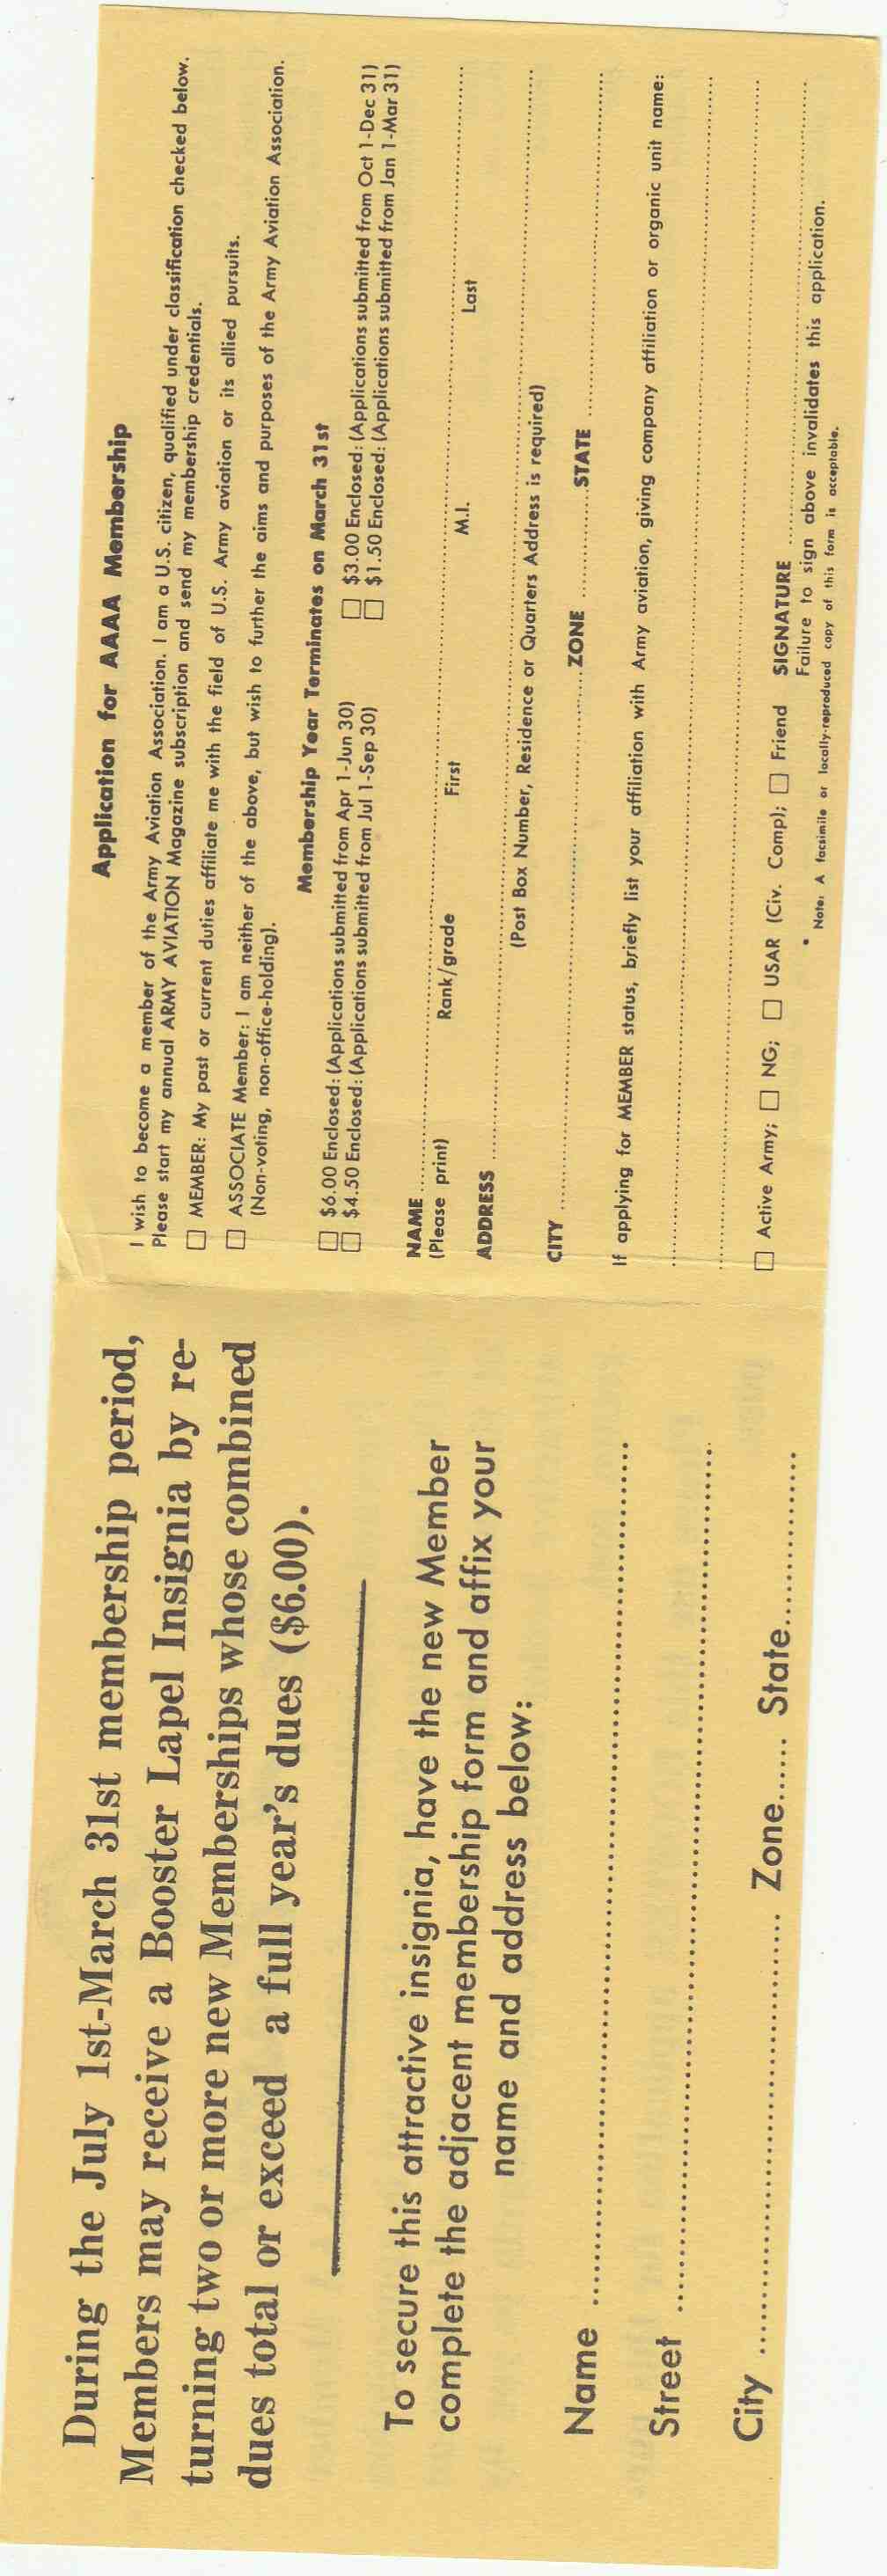 During the July 1st-March 31st membership period,
Members may receive a Booster Lapel Insignia by re-
turning two or more new Memberships whose combined
dues total or exceed a full year's dues ($6.00).
To secure this attractive insignia, have the new Member
complete the adjacent membership form and affix your
name and address below:
Name
Street
City Zone State
Application for AAAA Membership
I wish to become a member of the Army Aviation Association. I am a U.S. citizen, qualified under classification checked below.
Please start my annual ARMY AVIATION Magazine subscription and send my membership credentials.
☐ MEMBER: My past or current duties affiliate me with the field of U.S. Army aviation or its allied pursuits.
☐ ASSOCIATE Member: I am neither of the above, but wish to further the aims and purposes of the Army Aviation Association.
(Non-voting, non-office-holding).
Membership Year Terminates on March 31st
☐ $6.00 Enclosed: (Applications submitted from Apr 1-Jun 30)
☐ $4.50 Enclosed: (Applications submitted from Jul 1-Sep 30)
☐ $3.00 Enclosed: (Applications submitted from Oct 1-Dec 31)
☐ $1.50 Enclosed: (Applications submitted from Jan 1-Mar 31)
NAME
(Please print) Rank/grade First M.I. Last
ADDRESS
(Post Box Number, Residence or Quarters Address is required)
CITY ZONE STATE
If applying for MEMBER status, briefly list your affiliation with Army aviation, giving company affiliation or organic unit name:
☐ Active Army; ☐ NG; ☐ USAR (Civ. Comp); ☐ Friend SIGNATURE
Failure to sign above invalidates this application.
Note: A facsimile or locally-reproduced copy of this form is acceptable.